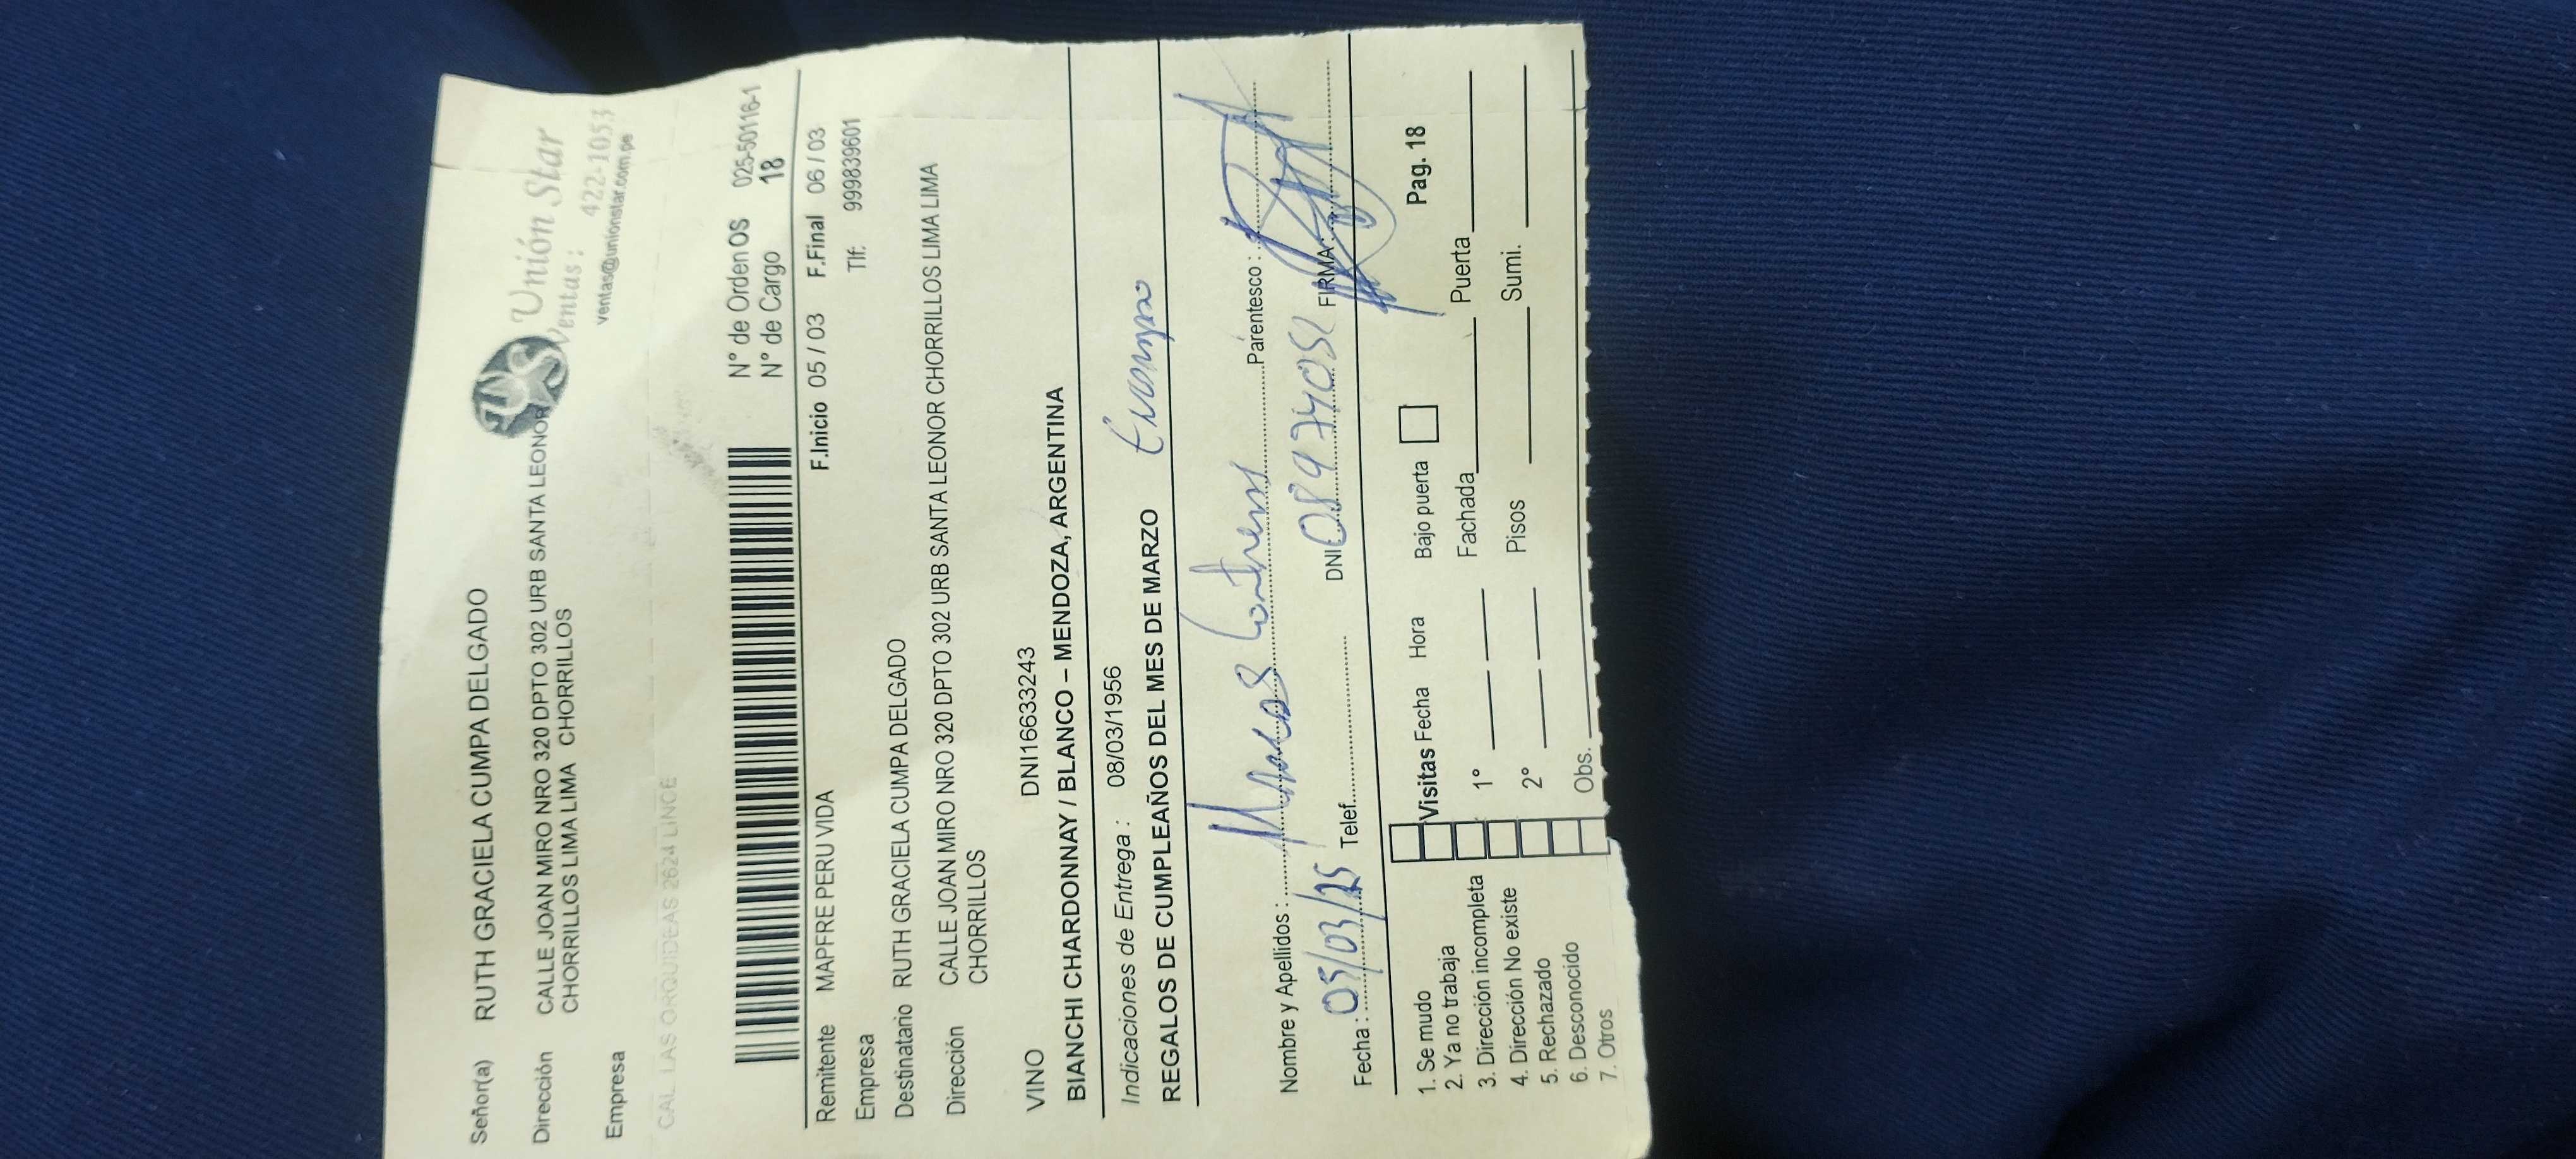 Señor(a) RUTH GRACIELA CUMPA DELGADO
Unión Star
Dirección CALLE JOAN MIRO NRO 320 DPTO 302 URB SANTA LEONOR
Ventas:
CHORRILLOS LIMA LIMA CHORRILLOS
422-1053
Empresa
ventas@unionstar.com.pe
CAL. LAS ORQUIDEAS 2624 LINCE
N° de Orden OS 025-50116-1
N° de Cargo 18
F.Inicio 05 / 03 F.Final 06 / 03
Remitente MAPFRE PERU VIDA
Empresa
Tlf: 999839601
Destinatario RUTH GRACIELA CUMPA DELGADO
Dirección CALLE JOAN MIRO NRO 320 DPTO 302 URB SANTA LEONOR CHORRILLOS LIMA LIMA
CHORRILLOS
VINO DNI16633243
BIANCHI CHARDONNAY / BLANCO – MENDOZA, ARGENTINA
Indicaciones de Entrega : 08/03/1956
REGALOS DE CUMPLEAÑOS DEL MES DE MARZO
Nombre y Apellidos : Parentesco :
Fecha : 05/03/25 Telef. DNI 08974052 FIRMA:
1. Se mudo
2. Ya no trabaja
3. Dirección incompleta
4. Dirección No existe
5. Rechazado
6. Desconocido
7. Otros
Visitas Fecha Hora Bajo puerta Pag. 18
1° Fachada Puerta
2° Pisos Sumi.
Obs.